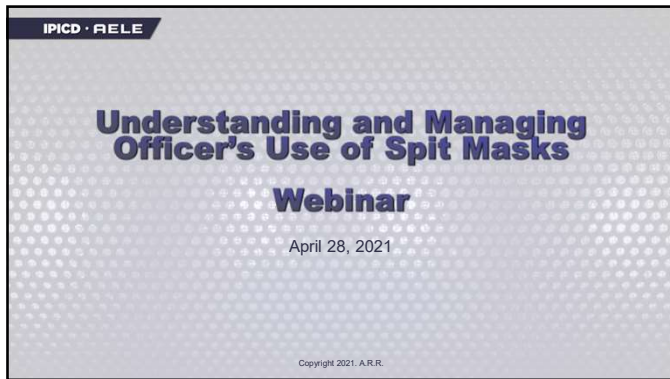 IPICD · AELE
Understanding and Managing
Officer's Use of Spit Masks
Webinar
April 28, 2021
Copyright 2021. A.R.R.